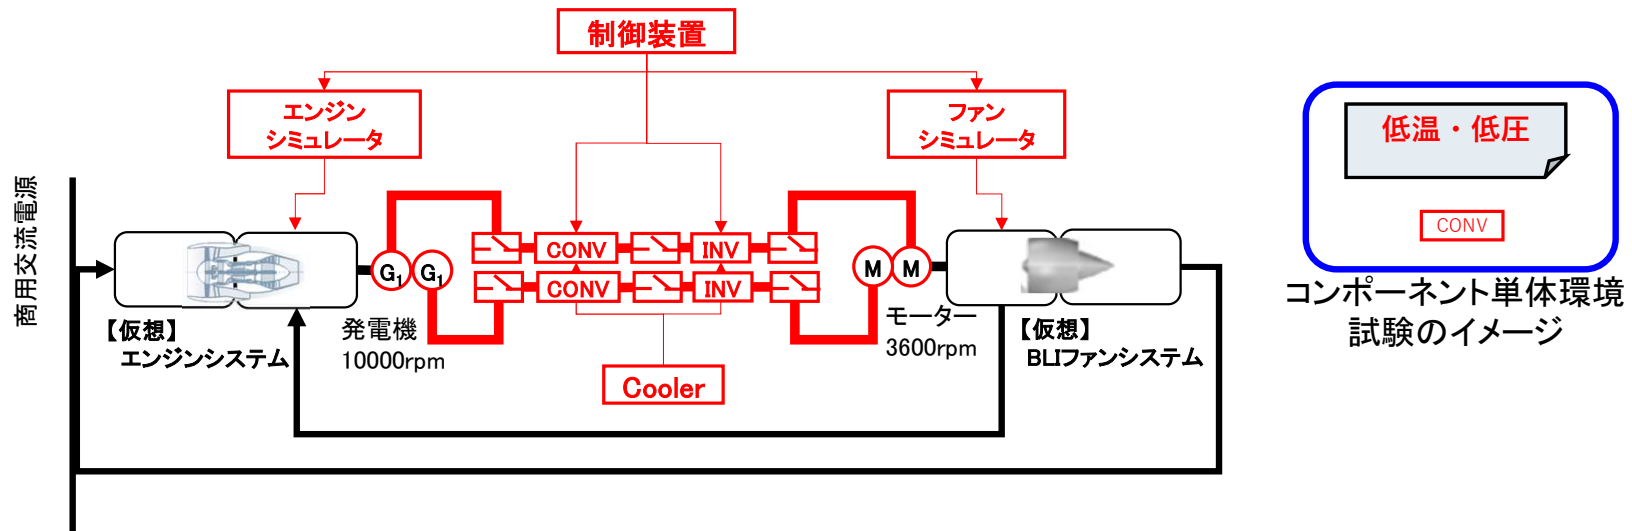 制御装置
エンジン
シミュレータ
ファン
シミュレータ
低温・低圧
CONV
コンポーネント単体環境
試験のイメージ
商用交流電源
CONV
INV
CONV
INV
G1
G1
M
M
【仮想】
エンジンシステム
発電機
10000rpm
モーター
3600rpm
【仮想】
BLIファンシステム
Cooler